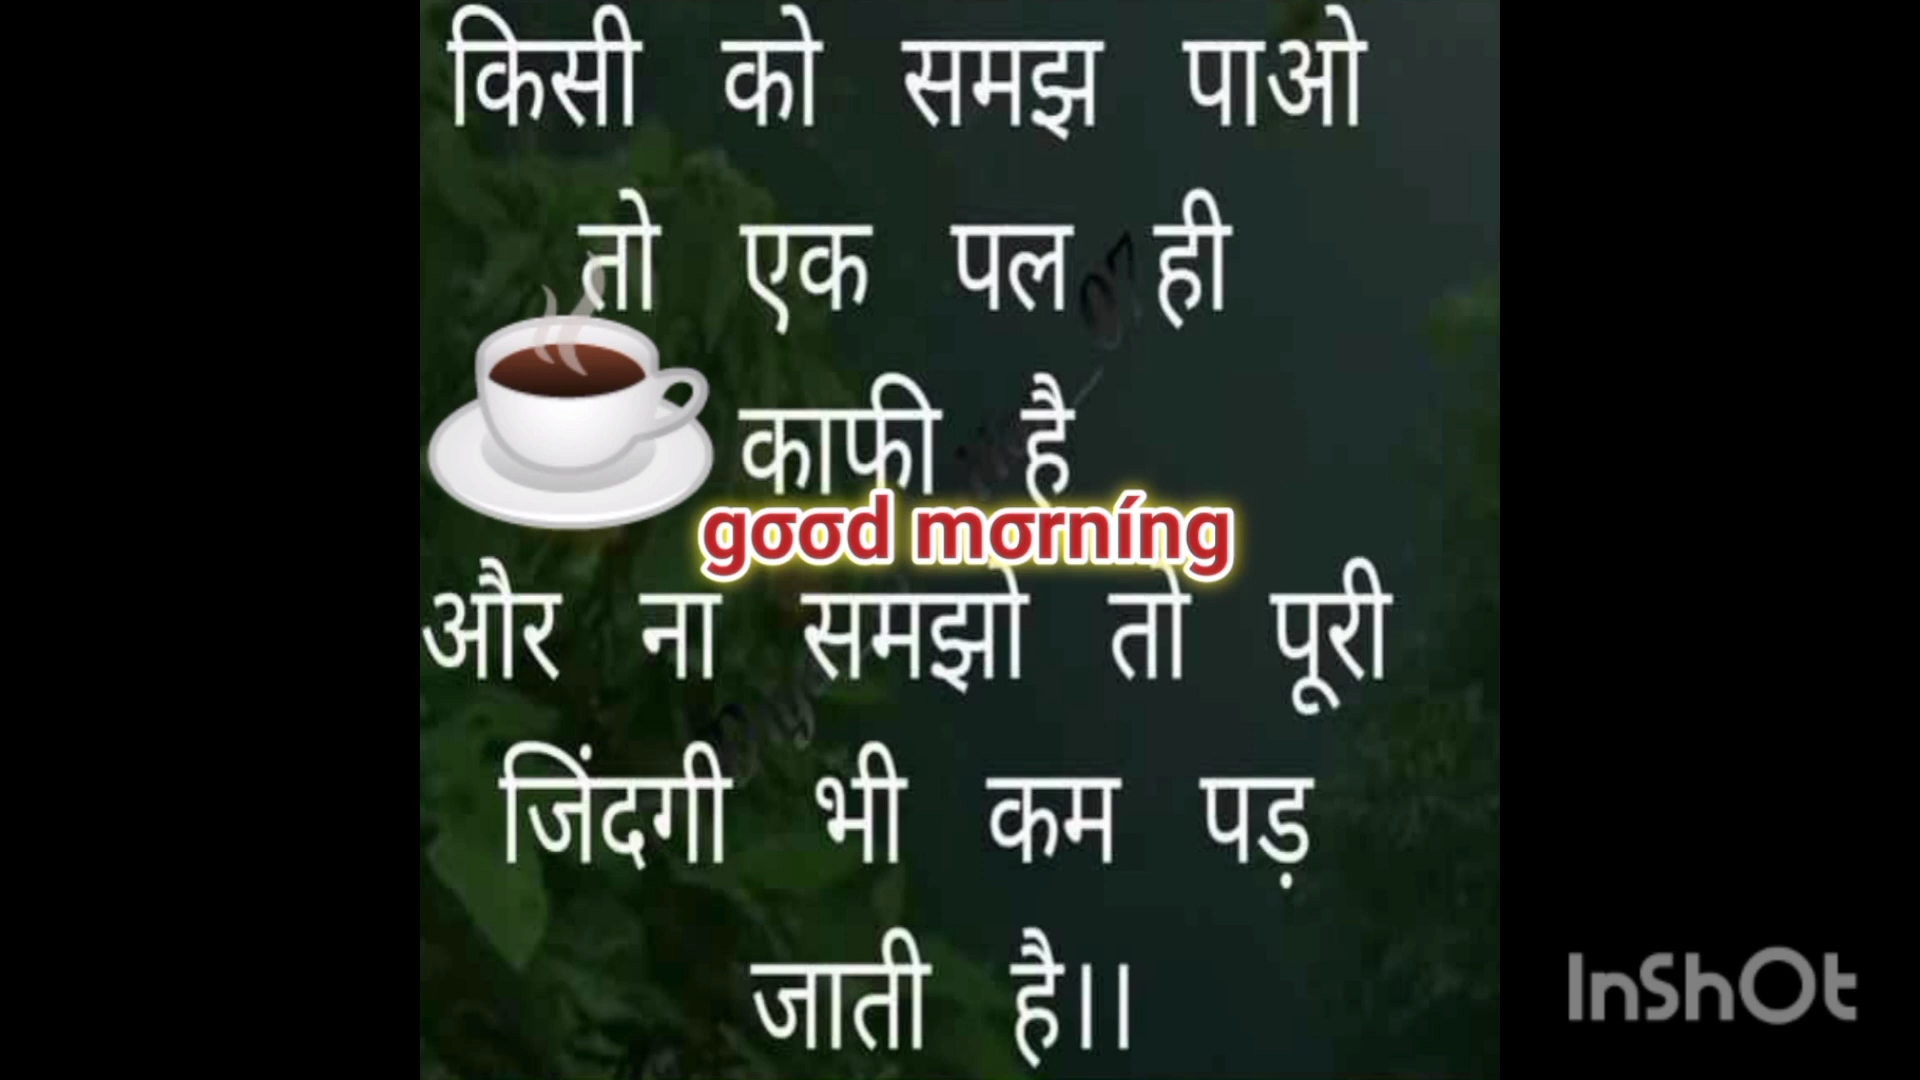 किसी को समझ पाओ
तो एक पल ही
काफी है
gσσd mσrníng
और ना समझो तो पूरी
जिंदगी भी कम पड़
जाती है।।
InShOt